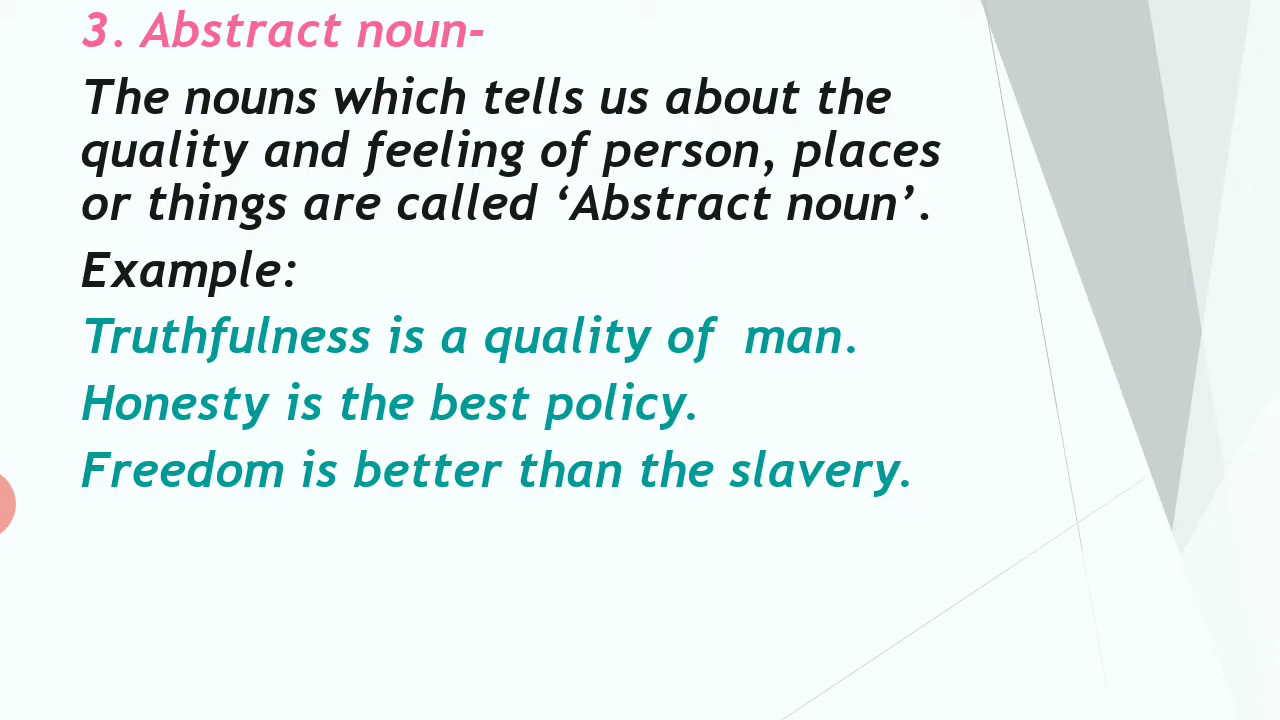 3. Abstract noun-
The nouns which tells us about the
quality and feeling of person, places
or things are called ‘Abstract noun’.
Example:
Truthfulness is a quality of  man.
Honesty is the best policy.
Freedom is better than the slavery.